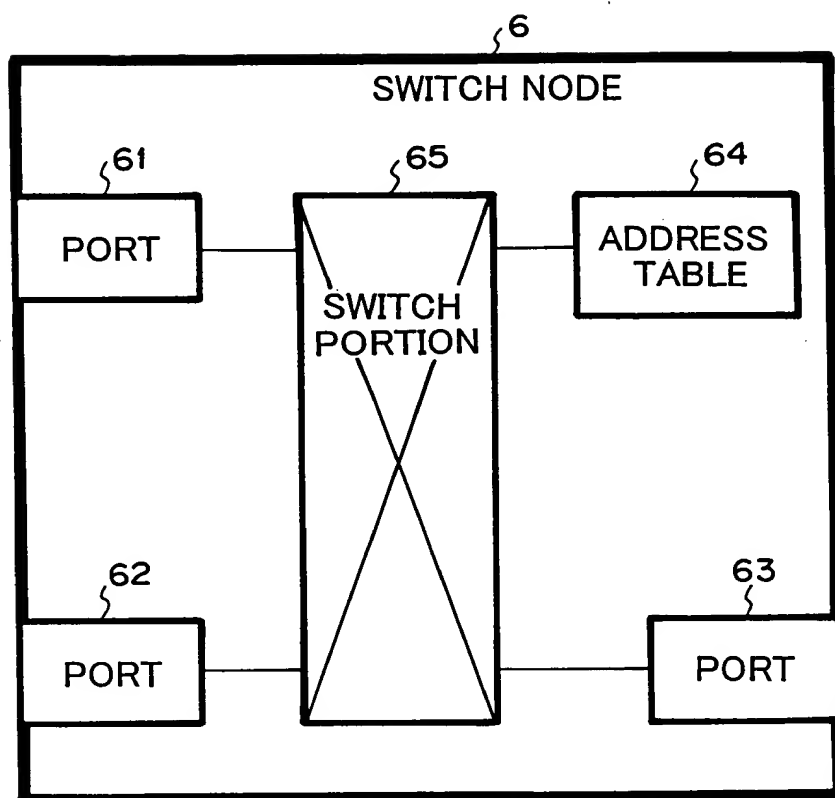 6
SWITCH NODE
61
65
64
PORT
ADDRESS
TABLE
SWITCH
PORTION
62
63
PORT
PORT